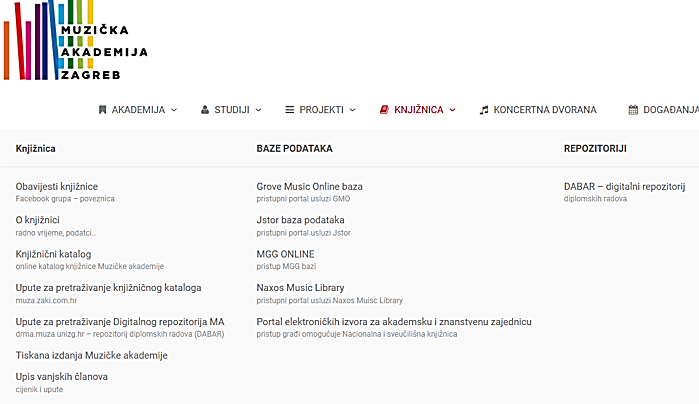 MUZIČKA
AKADEMIJA
ZAGREB
AKADEMIJA
STUDIJI
PROJEKTI
KNJIŽNICA
KONCERTNA DVORANA
DOGAĐANJA
Knjižnica
Obavijesti knjižnice
Facebook grupa – poveznica
O knjižnici
radno vrijeme, podatci..
Knjižnični katalog
online katalog knjižnice Muzičke akademije
Upute za pretraživanje knjižničnog kataloga
muza.zaki.com.hr
Upute za pretraživanje Digitalnog repozitorija MA
drma.muza.unizg.hr – repozitorij diplomskih radova (DABAR)
Tiskana izdanja Muzičke akademije
Upis vanjskih članova
cijenik i upute
BAZE PODATAKA
Grove Music Online baza
pristupni portal usluzi GMO
Jstor baza podataka
pristupni portal usluzi Jstor
MGG ONLINE
pristup MGG bazi
Naxos Music Library
pristupni portal usluzi Naxos Muisc Library
Portal elektroničkih izvora za akademsku i znanstvenu zajednicu
pristup građi omogućuje Nacionalna i sveučilišna knjižnica
REPOZITORIJI
DABAR – digitalni repozitorij
diplomskih radova